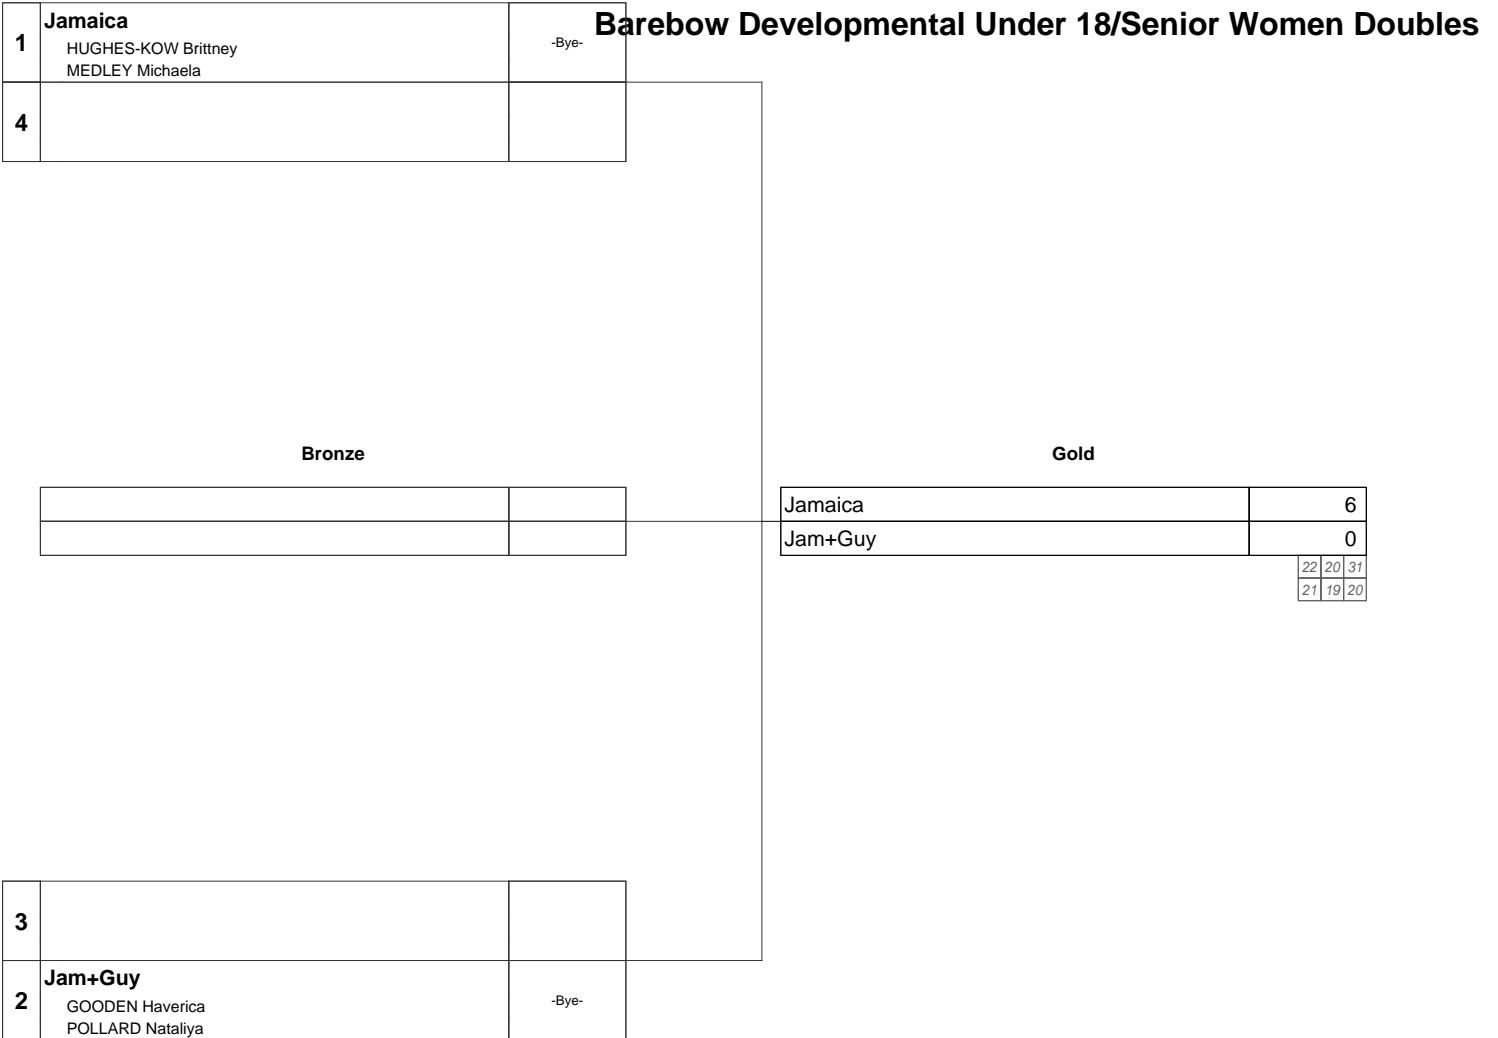 Barebow Developmental Under 18/Senior Women Doubles
1
Jamaica
HUGHES-KOW Brittney
MEDLEY Michaela
-Bye-
4
Bronze
Gold
Jamaica 6
Jam+Guy 0
22 20 31
21 19 20
3
2
Jam+Guy
GOODEN Haverica
POLLARD Nataliya
-Bye-